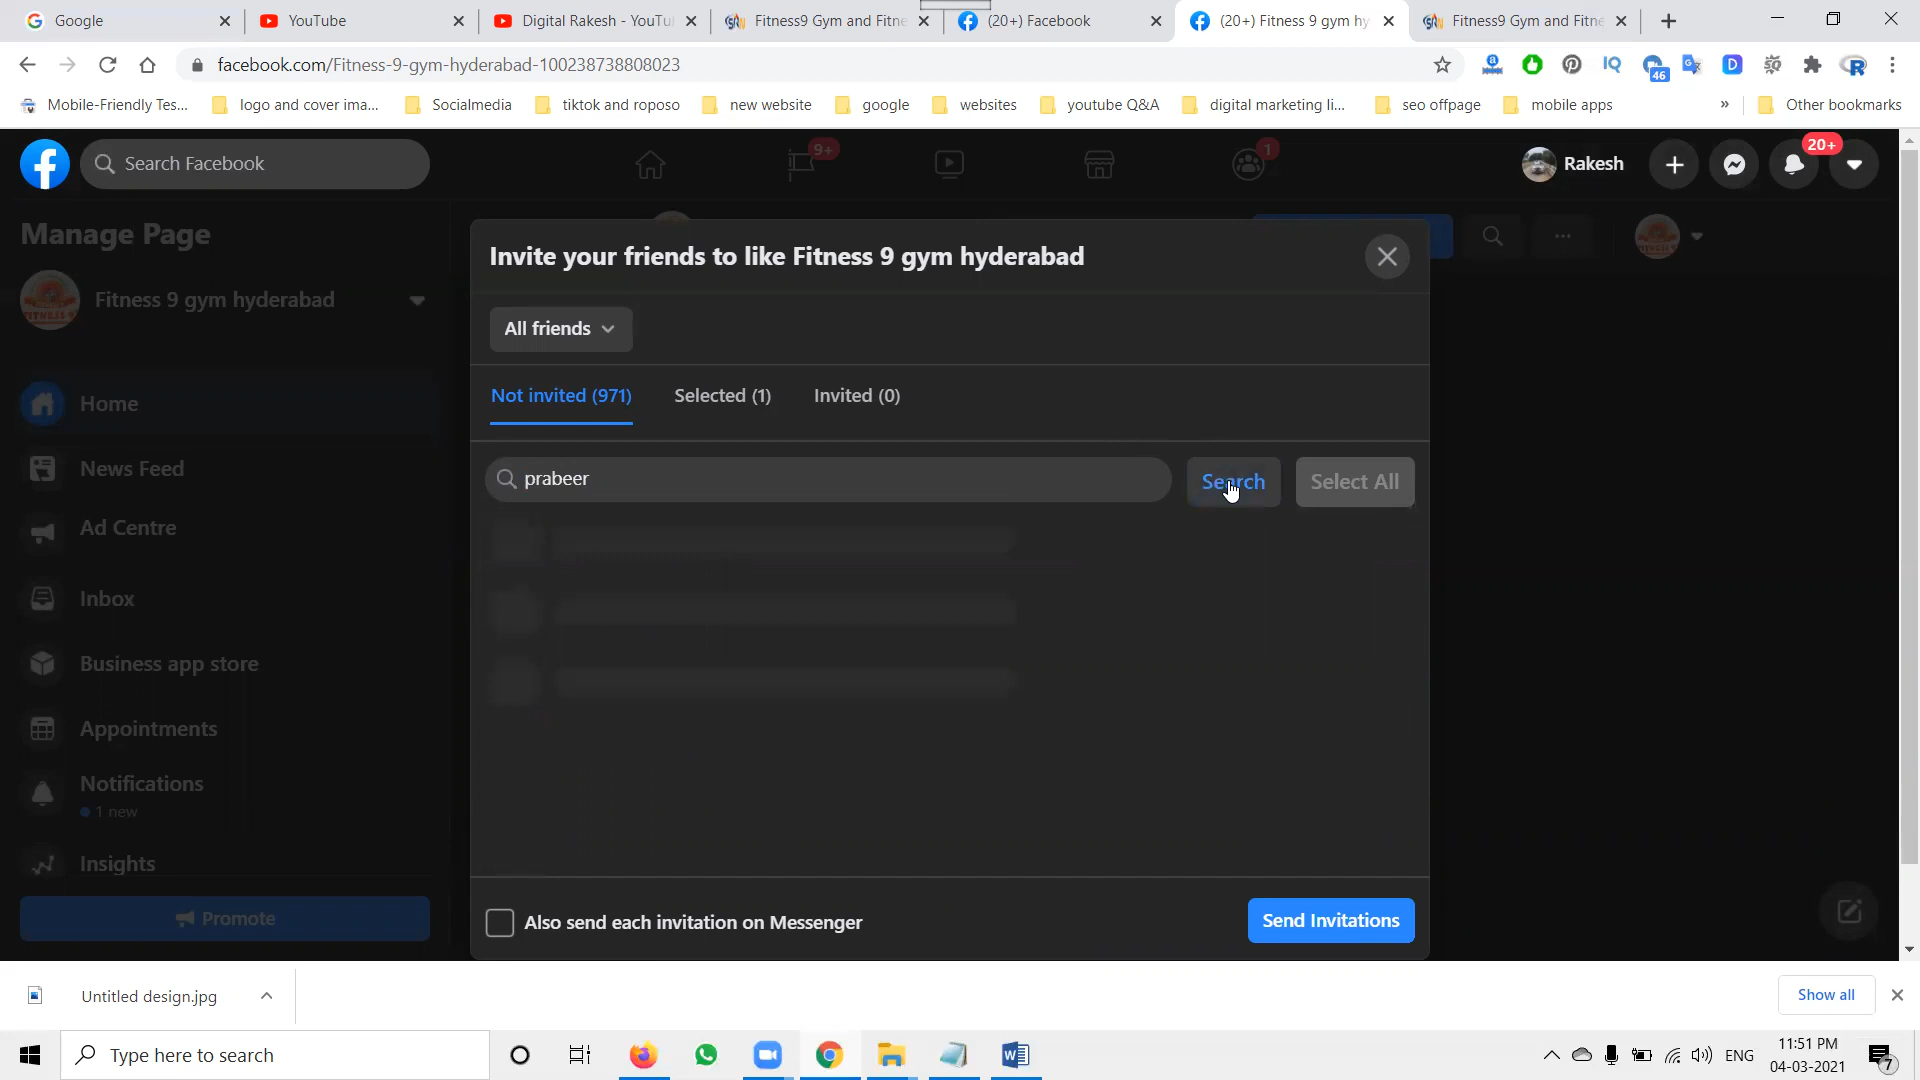 Google
YouTube
Digital Rakesh - YouTu
Fitness9 Gym and Fitne
(20+) Facebook
(20+) Fitness 9 gym hy
Fitness9 Gym and Fitne
facebook.com/Fitness-9-gym-hyderabad-100238738808023
46
Mobile-Friendly Tes...
logo and cover ima...
Socialmedia
tiktok and roposo
new website
google
websites
youtube Q&A
digital marketing li...
seo offpage
mobile apps
»
Other bookmarks
Search Facebook
9+
1
Rakesh
20+
Manage Page
Fitness 9 gym hyderabad
Home
News Feed
Ad Centre
Inbox
Business app store
Appointments
Notifications
1 new
Insights
Promote
Invite your friends to like Fitness 9 gym hyderabad
All friends
Not invited (971)
Selected (1)
Invited (0)
prabeer
Search
Select All
Also send each invitation on Messenger
Send Invitations
Untitled design.jpg
Show all
Type here to search
ENG
11:51 PM
04-03-2021
7